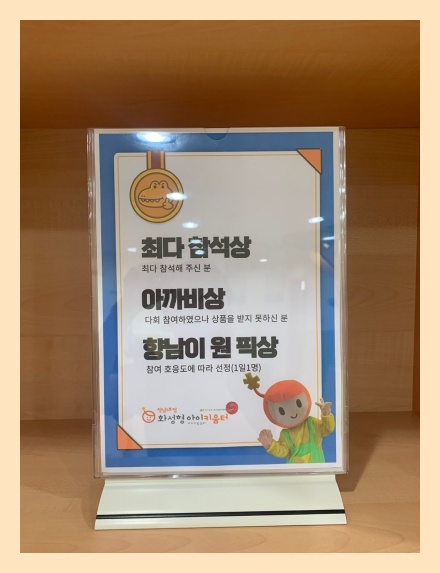 최다 참석상
최다 참석해 주신 분
아까비상
다회 참여하였으나 상품을 받지 못하신 분
향남이 원 픽상
참여 호응도에 따라 선정(1일1명)
화성형 아이키움터